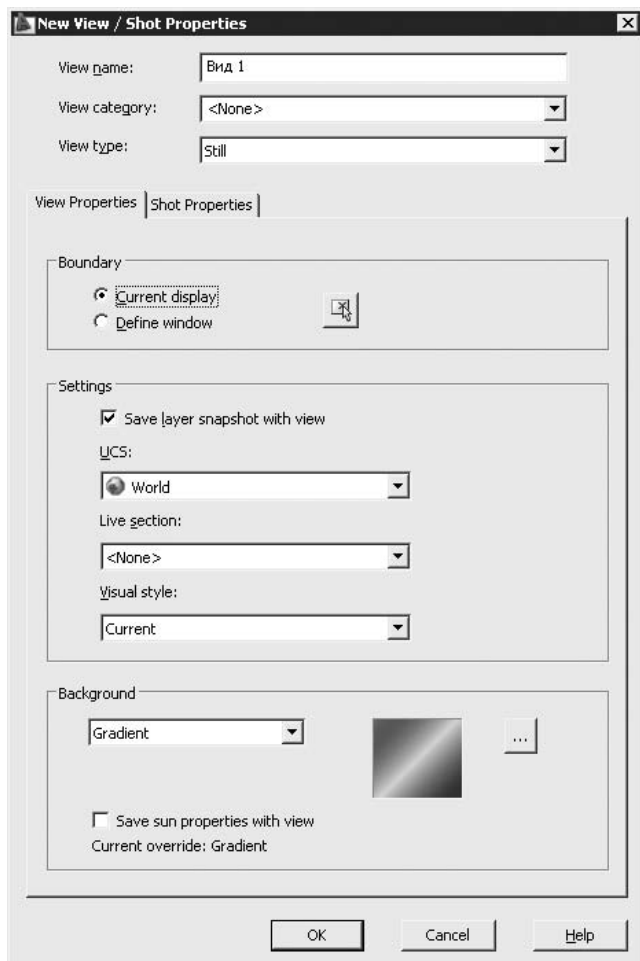 New View / Shot Properties
View name:
Вид 1
View category:
<None>
View type:
Still
View Properties
Shot Properties
Boundary
Current display
Define window
Settings
Save layer snapshot with view
UCS:
World
Live section:
<None>
Visual style:
Current
Background
Gradient
...
Save sun properties with view
Current override: Gradient
OK
Cancel
Help